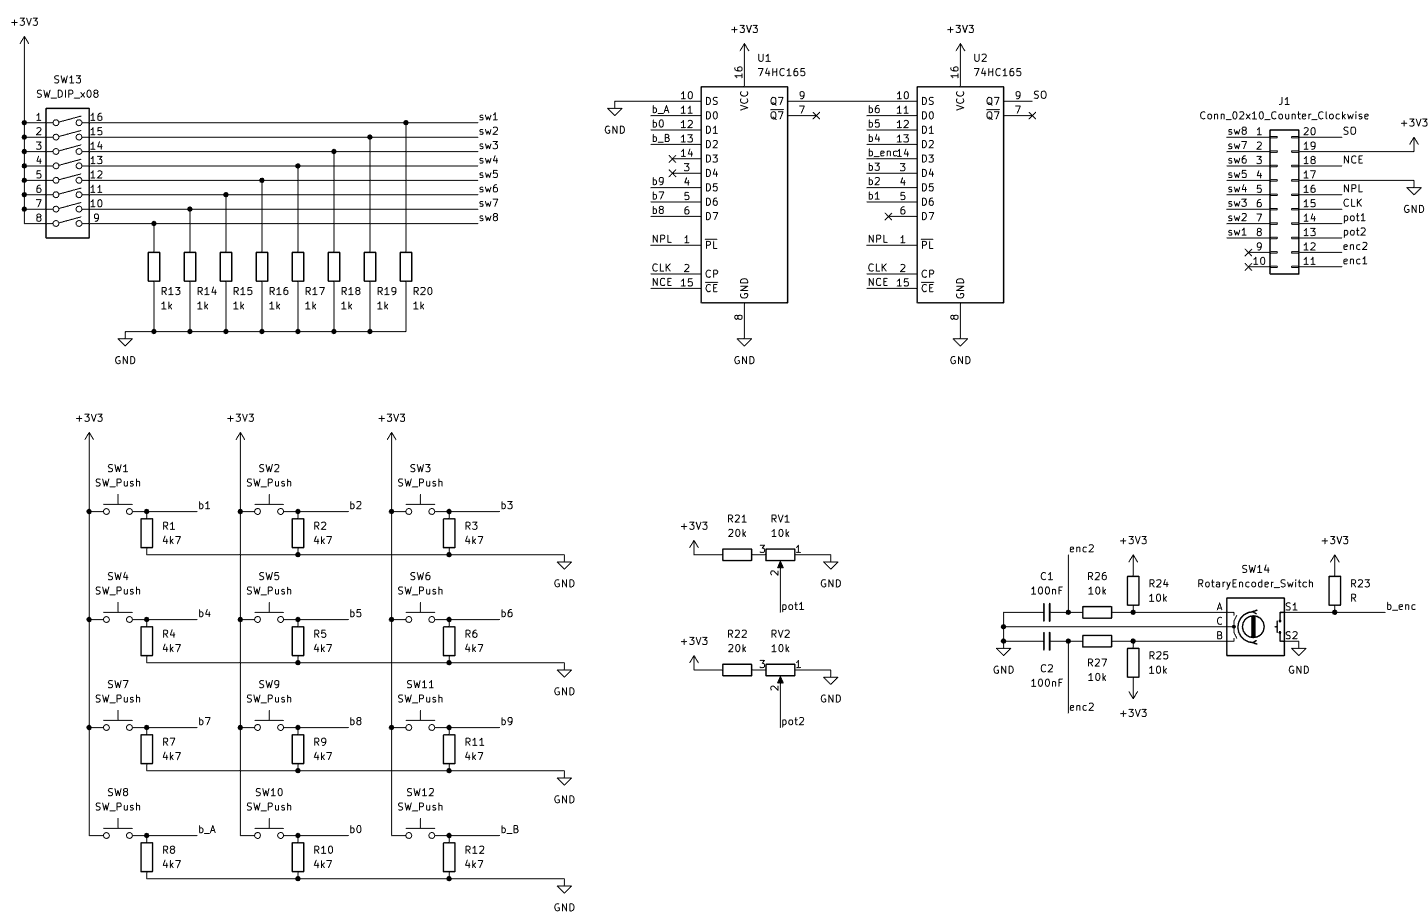 +3V3
SW13
SW_DIP_x08
1 16 sw1
2 15 sw2
3 14 sw3
4 13 sw4
5 12 sw5
6 11 sw6
7 10 sw7
8 9 sw8
R13 R14 R15 R16 R17 R18 R19 R20
1k 1k 1k 1k 1k 1k 1k 1k
GND
+3V3
U1
74HC165
16
VCC
10 DS Q7 9
b_A 11 D0 Q7 7
b0 12 D1
b_B 13 D2
14 D3
3 D4
b9 4 D5
b7 5 D6
b8 6 D7
NPL 1 PL
CLK 2 CP
NCE 15 CE
GND
8
GND
GND
+3V3
U2
74HC165
16
VCC
10 DS Q7 9 SO
b6 11 D0 Q7 7
b5 12 D1
b4 13 D2
b_enc 14 D3
b3 3 D4
b2 4 D5
b1 5 D6
6 D7
NPL 1 PL
CLK 2 CP
NCE 15 CE
GND
8
GND
J1
Conn_02x10_Counter_Clockwise
+3V3
sw8 1 20 SO
sw7 2 19
sw6 3 18 NCE
sw5 4 17
sw4 5 16 NPL
sw3 6 15 CLK
GND
sw2 7 14 pot1
sw1 8 13 pot2
9 12 enc2
10 11 enc1
+3V3 +3V3 +3V3
SW1 SW2 SW3
SW_Push SW_Push SW_Push
b1 b2 b3
R1 R2 R3
4k7 4k7 4k7
GND
SW4 SW5 SW6
SW_Push SW_Push SW_Push
b4 b5 b6
R4 R5 R6
4k7 4k7 4k7
GND
SW7 SW9 SW11
SW_Push SW_Push SW_Push
b7 b8 b9
R7 R9 R11
4k7 4k7 4k7
GND
SW8 SW10 SW12
SW_Push SW_Push SW_Push
b_A b0 b_B
R8 R10 R12
4k7 4k7 4k7
GND
+3V3
R21 RV1
20k 10k
3 1
2
GND
pot1
+3V3
R22 RV2
20k 10k
3 1
2
GND
pot2
enc2
+3V3
+3V3
C1
100nF
R26
10k
R24
10k
SW14
RotaryEncoder_Switch
R23
R
A S1 b_enc
C
B S2
GND
C2
100nF
R27
10k
R25
10k
GND
enc2
+3V3